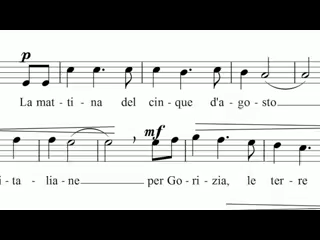 p
La mat - ti - na del cin - que d'a - go - sto
mf
i - ta - lia - ne per Go - ri - zia, le ter - re